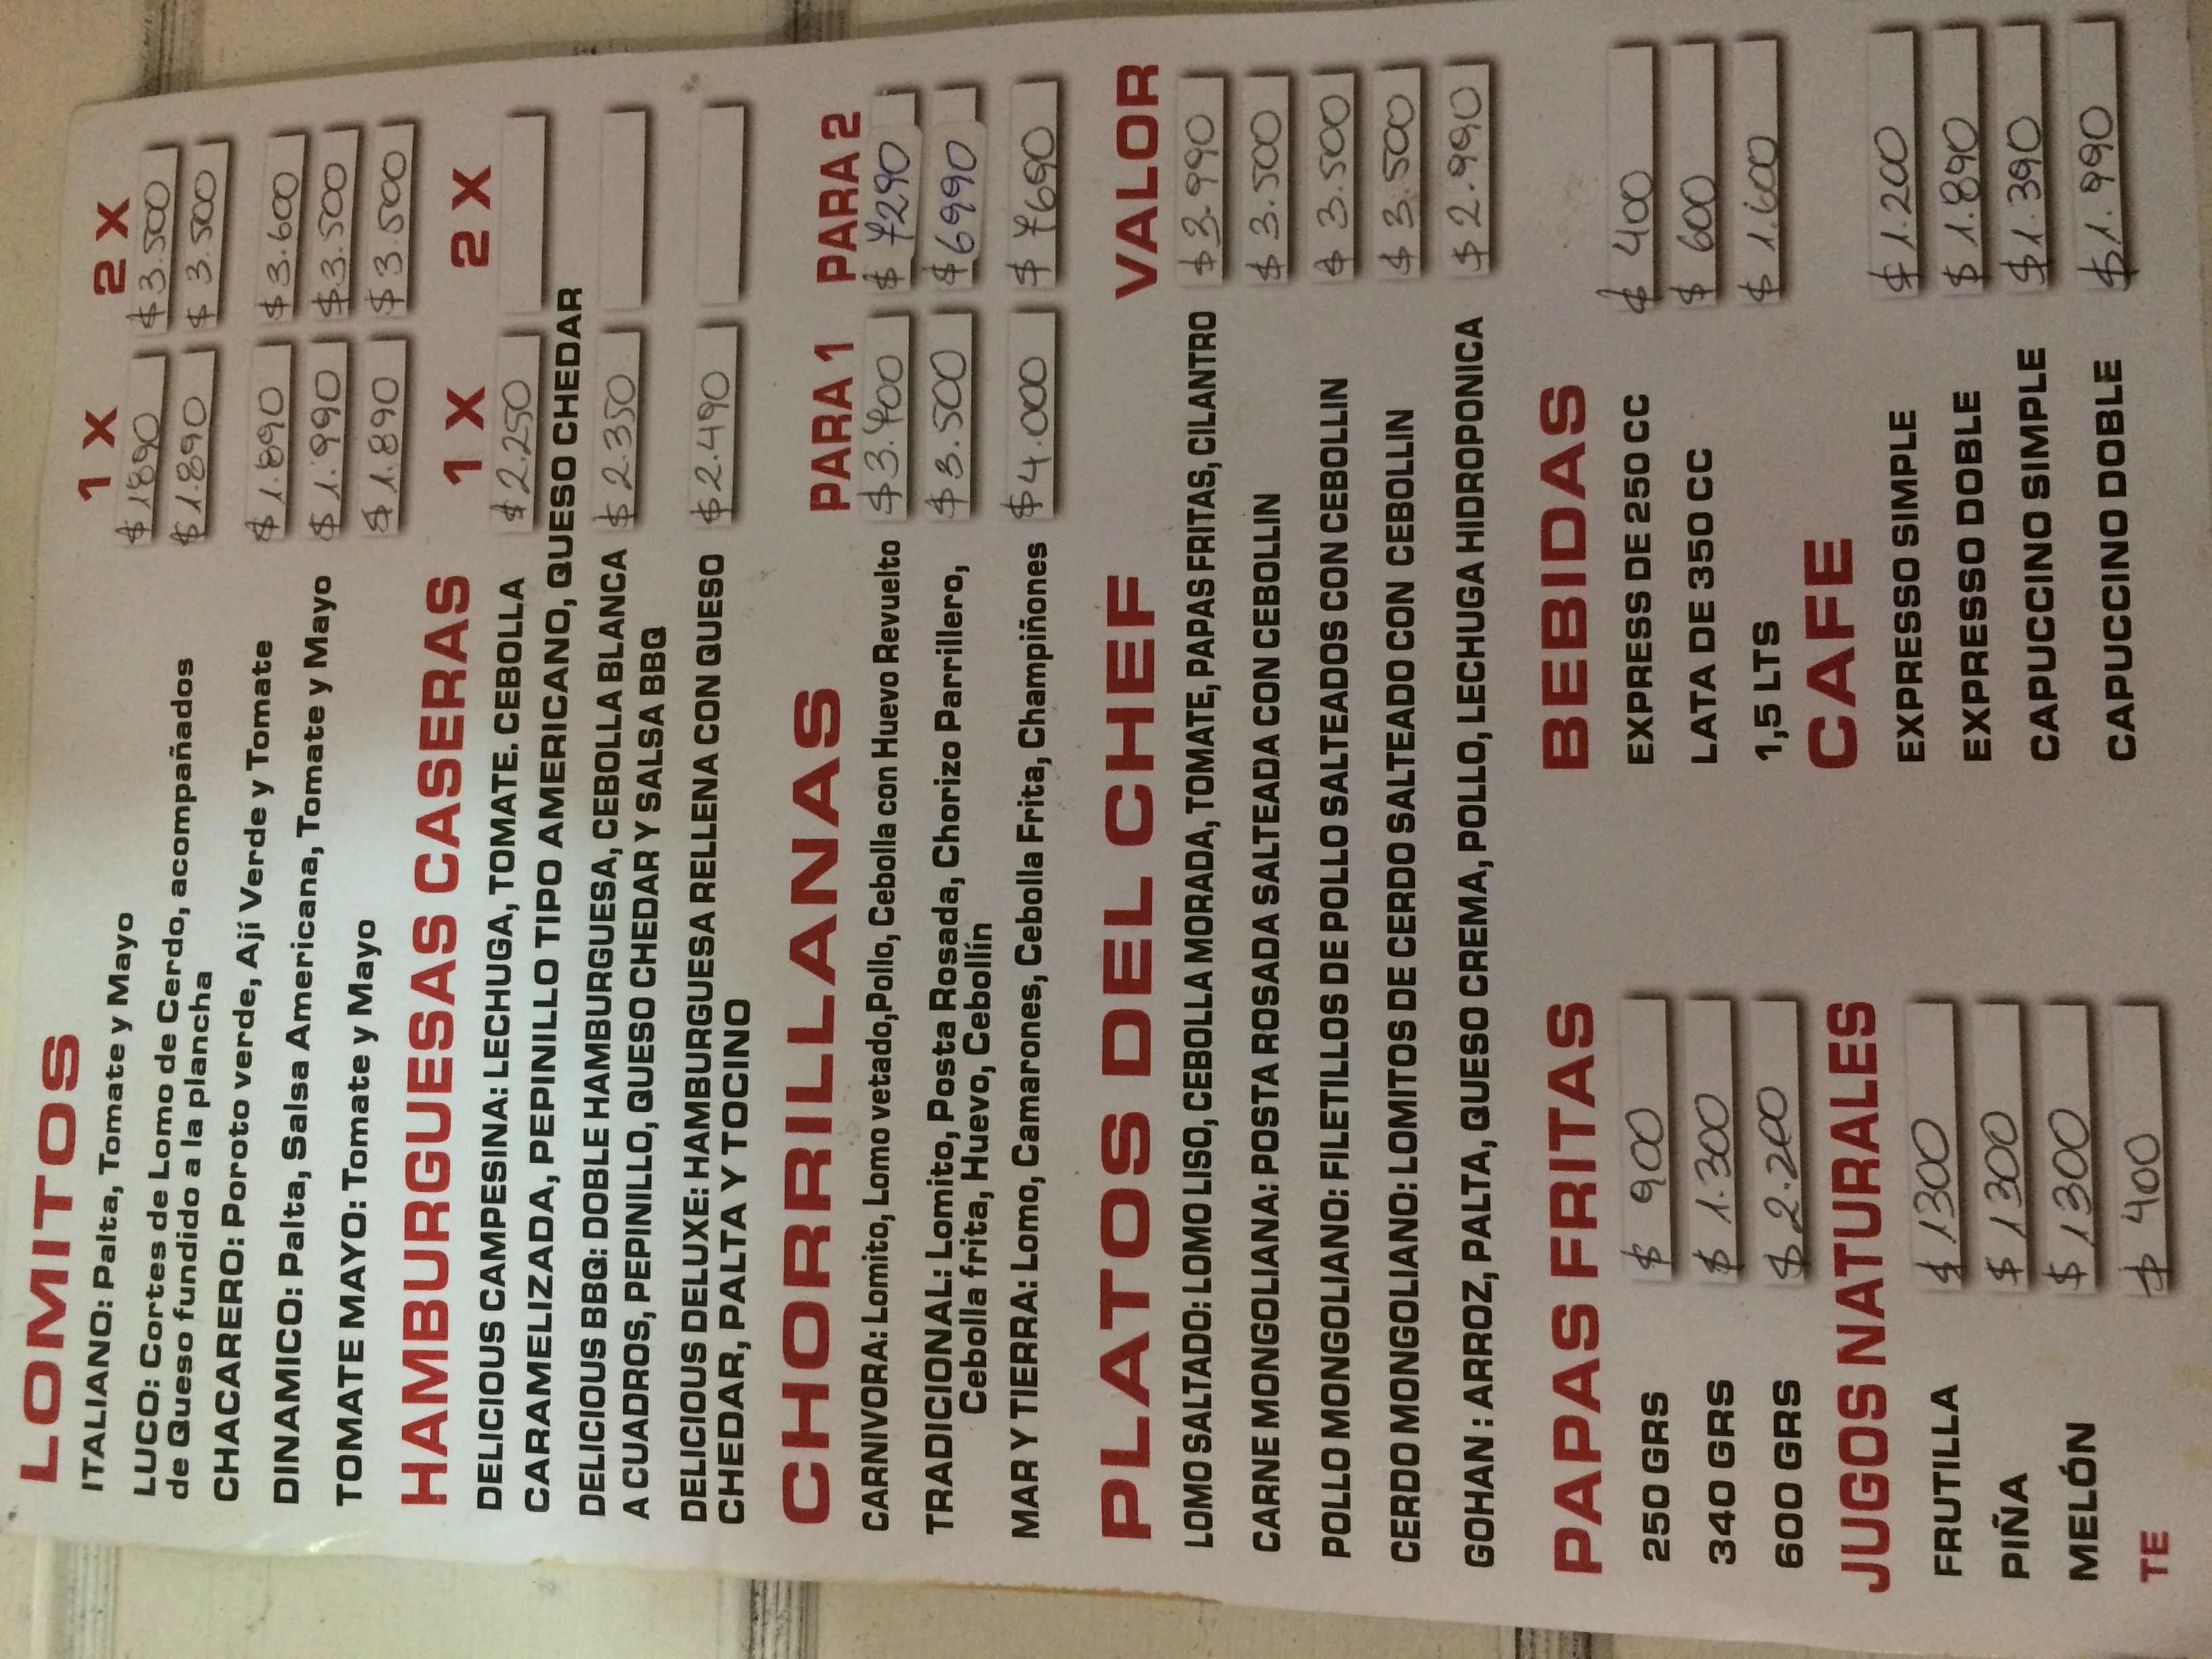 LOMITOS
1 X 2 X
ITALIANO: Palta, Tomate y Mayo $1890 $3.500
LUCO: Cortes de Lomo de Cerdo, acompañados $1.890 $3.500
de Queso fundido a la plancha
CHACARERO: Poroto verde, Ají Verde y Tomate $1.890 $3.600
DINAMICO: Palta, Salsa Americana, Tomate y Mayo $1.990 $3.500
TOMATE MAYO: Tomate y Mayo $1.890 $3.500
HAMBURGUESAS CASERAS 1 X 2 X
DELICIOUS CAMPESINA: LECHUGA, TOMATE. CEBOLLA $2.250
CARAMELIZADA, PEPINILLO TIPO AMERICANO, QUESO CHEDAR
DELICIOUS BBQ: DOBLE HAMBURGUESA, CEBOLLA BLANCA $2.350
A CUADROS, PEPINILLO, QUESO CHEDAR Y SALSA BBQ
DELICIOUS DELUXE: HAMBURGUESA RELLENA CON QUESO $2.490
CHEDAR, PALTA Y TOCINO
CHORRILLANAS PARA 1 PARA 2
CARNIVORA: Lomito, Lomo vetado,Pollo, Cebolla con Huevo Revuelto $ 7290
TRADICIONAL: Lomito, Posta Rosada, Chorizo Parrillero, $3.500 $6990
Cebolla frita, Huevo, Cebollín
MAR Y TIERRA: Lomo, Camarones, Cebolla Frita, Champiñones $4.000 $ 7690
PLATOS DEL CHEF VALOR
LOMO SALTADO: LOMO LISO, CEBOLLA MORADA, TOMATE, PAPAS FRITAS, CILANTRO $3.990
CARNE MONGOLIANA: POSTA ROSADA SALTEADA CON CEBOLLIN $3.500
POLLO MONGOLIANO: FILETILLOS DE POLLO SALTEADOS CON CEBOLLIN $3.500
CERDO MONGOLIANO: LOMITOS DE CERDO SALTEADO CON CEBOLLIN $3.500
GOHAN : ARROZ, PALTA, QUESO CREMA, POLLO, LECHUGA HIDROPONICA $2.990
PAPAS FRITAS
250 GRS $ 900
340 GRS $ 1.300
600 GRS $2.200
JUGOS NATURALES
FRUTILLA $1300
PIÑA $1300
MELÓN $1300
TE $ 400
BEBIDAS
EXPRESS DE 250 CC $ 400
LATA DE 350 CC $ 600
1,5 LTS $ 1.600
CAFE
EXPRESSO SIMPLE $1.200
EXPRESSO DOBLE $1.890
CAPUCCINO SIMPLE $1.390
CAPUCCINO DOBLE $1.990